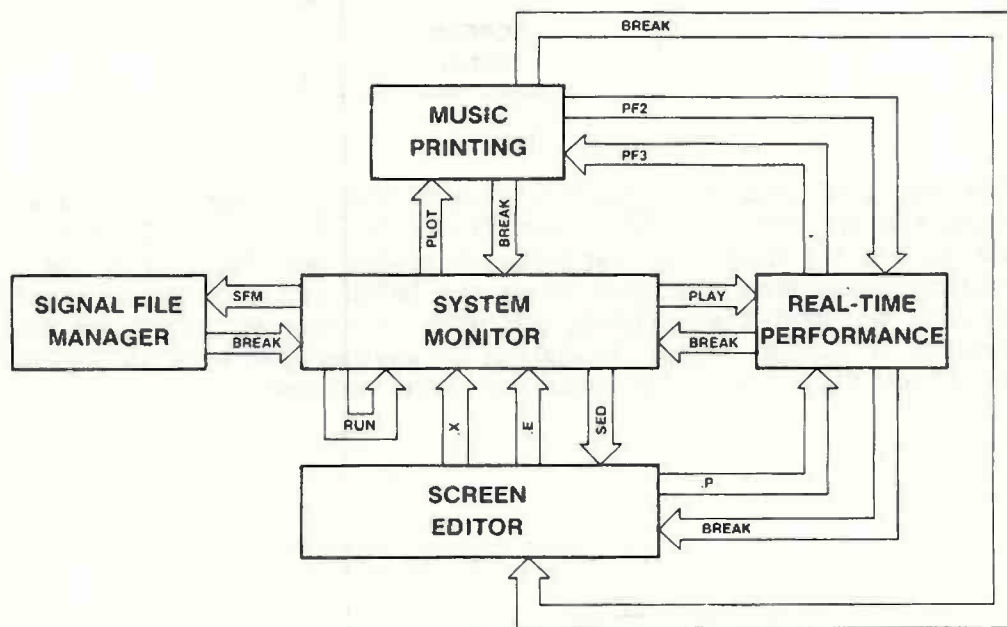 BREAK
MUSIC
PRINTING
PF2
PF3
PLOT
BREAK
SIGNAL FILE
MANAGER
SFM
BREAK
SYSTEM
MONITOR
PLAY
BREAK
REAL-TIME
PERFORMANCE
RUN
.X
.E
SED
SCREEN
EDITOR
.P
BREAK